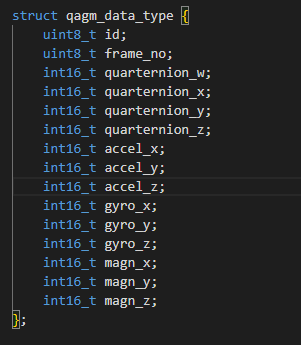 struct qagm_data_type {
    uint8_t id;
    uint8_t frame_no;
    int16_t quarternion_w;
    int16_t quarternion_x;
    int16_t quarternion_y;
    int16_t quarternion_z;
    int16_t accel_x;
    int16_t accel_y;
    int16_t accel_z;
    int16_t gyro_x;
    int16_t gyro_y;
    int16_t gyro_z;
    int16_t magn_x;
    int16_t magn_y;
    int16_t magn_z;
};